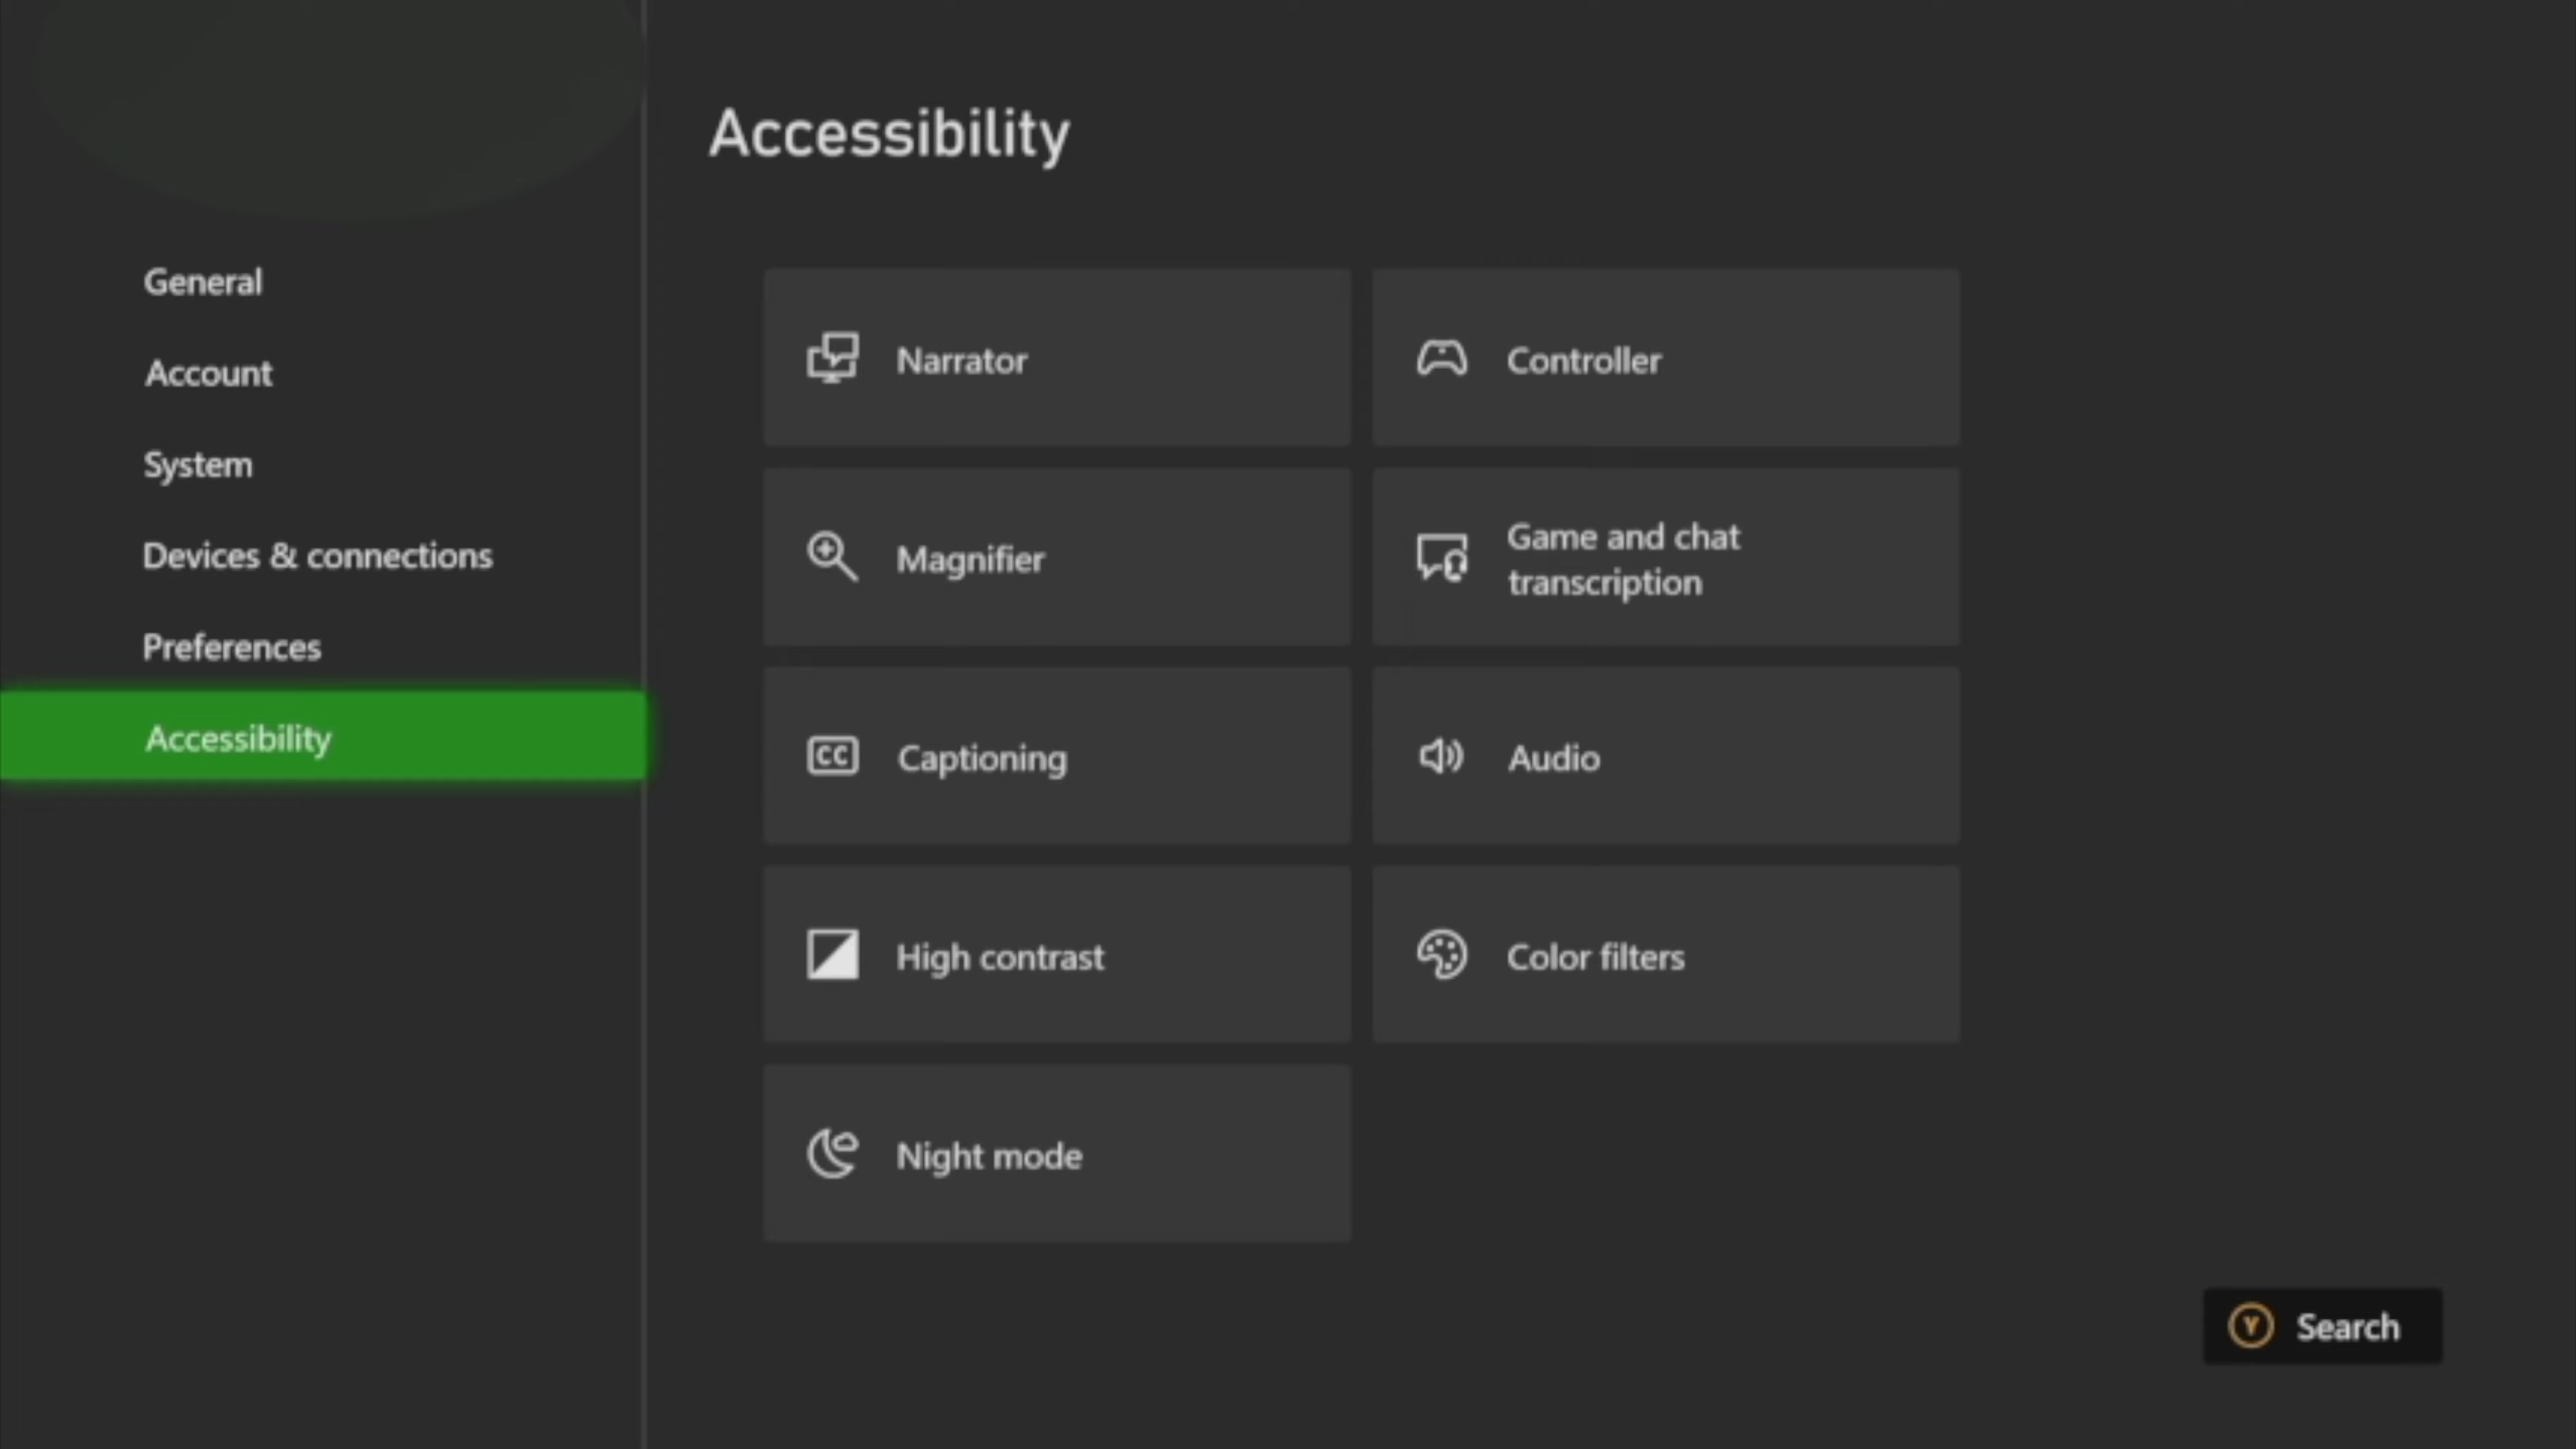 Accessibility
General
Account
System
Devices & connections
Preferences
Accessibility
Narrator
Controller
Magnifier
Game and chat
transcription
CC
Captioning
Audio
High contrast
Color filters
Night mode
Y Search